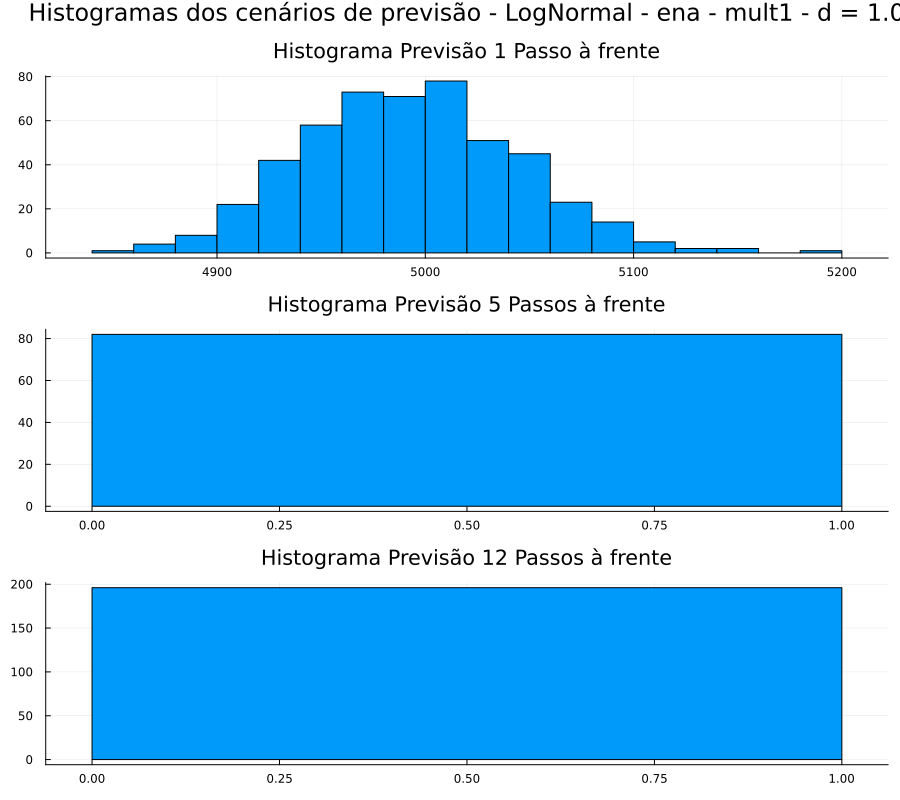 Histogramas dos cenários de previsão - LogNormal - ena - mult1 - d = 1.0
Histograma Previsão 1 Passo à frente
80
60
40
20
0
4900 5000 5100 5200
Histograma Previsão 5 Passos à frente
80
60
40
20
0
0.00 0.25 0.50 0.75 1.00
Histograma Previsão 12 Passos à frente
200
150
100
50
0
0.00 0.25 0.50 0.75 1.00